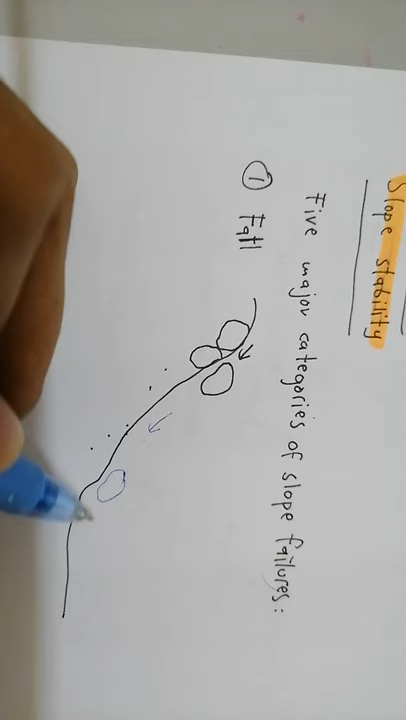 Slope stability
Five major categories of slope failures:
① Fall